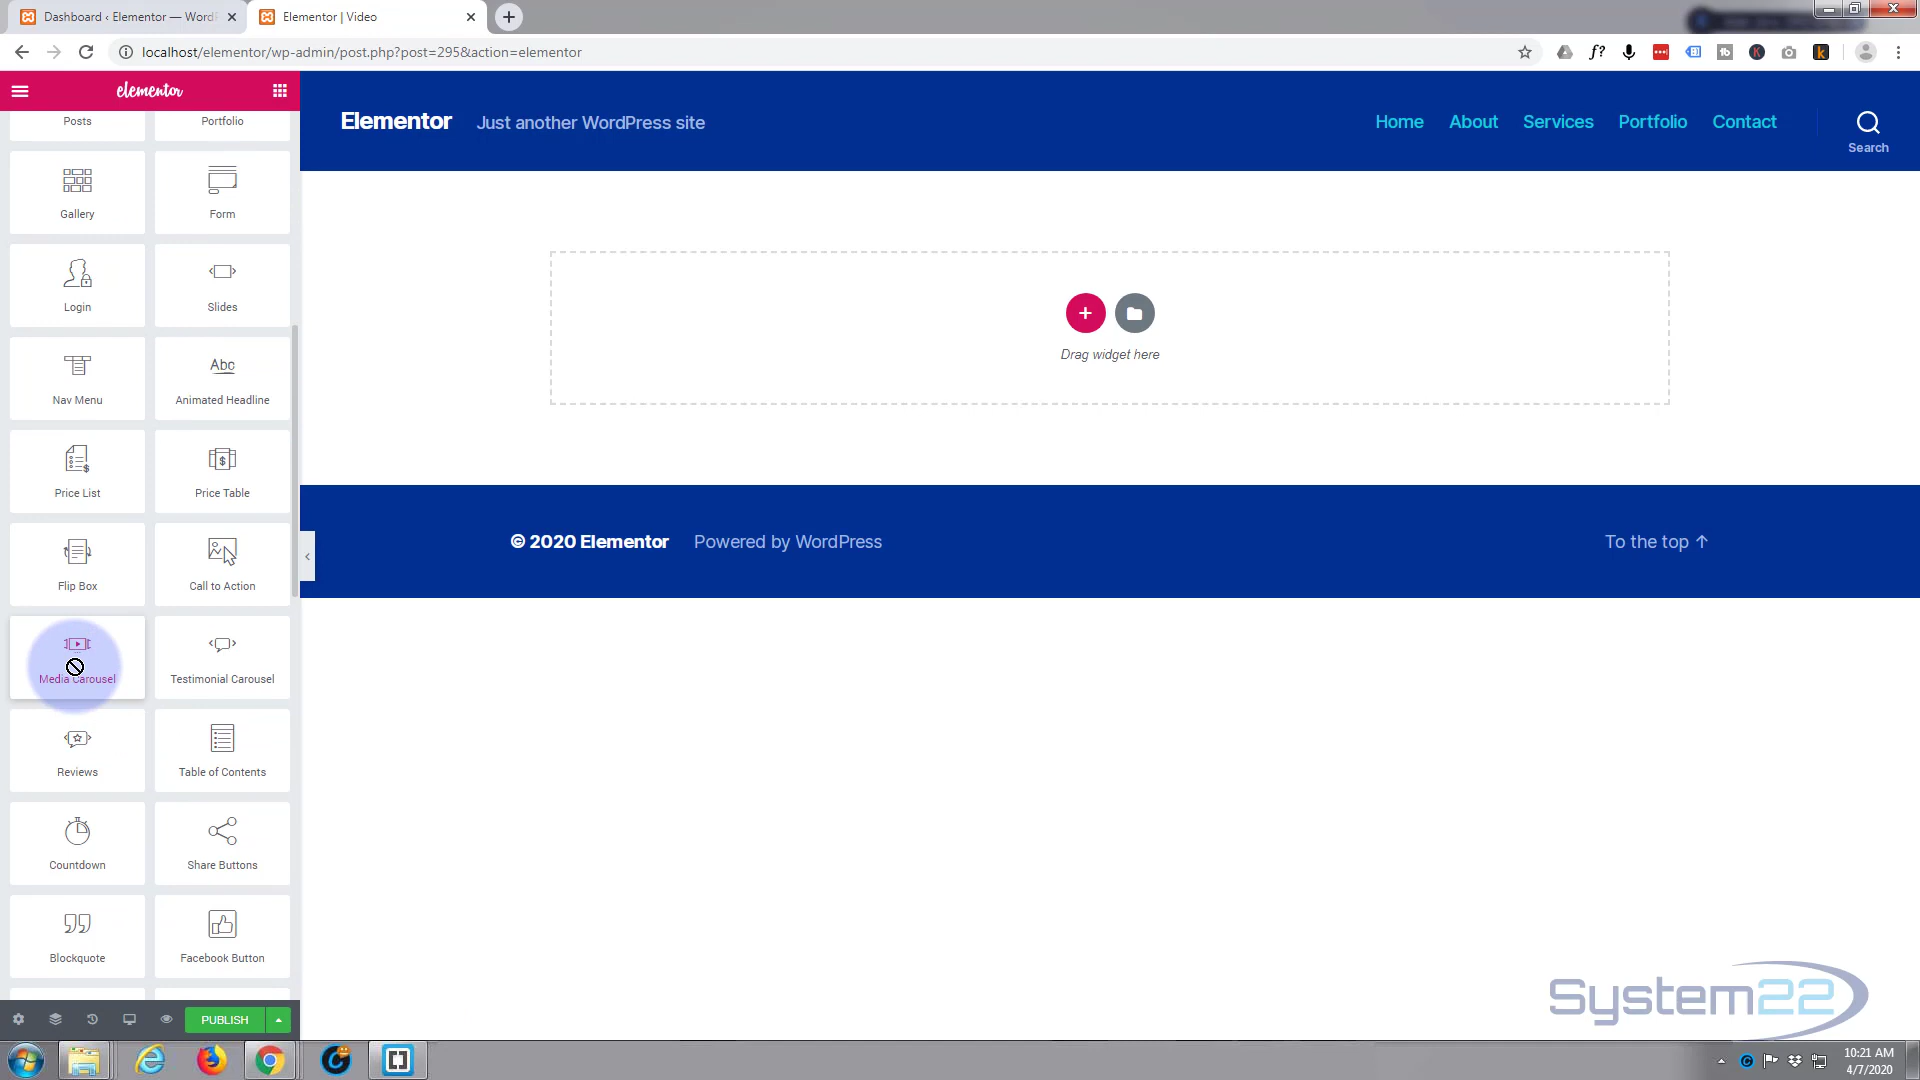 Dashboard ‹ Elementor — WordP
Elementor | Video
localhost/elementor/wp-admin/post.php?post=295&action=elementor
elementor
Posts
Portfolio
Gallery
Form
Login
Slides
Nav Menu
Abc
Animated Headline
Price List
Price Table
Flip Box
Call to Action
Media Carousel
Testimonial Carousel
Reviews
Table of Contents
Countdown
Share Buttons
Blockquote
Facebook Button
PUBLISH
Elementor
Just another WordPress site
Home
About
Services
Portfolio
Contact
Search
Drag widget here
© 2020 Elementor
Powered by WordPress
To the top ↑
System22
10:21 AM
4/7/2020